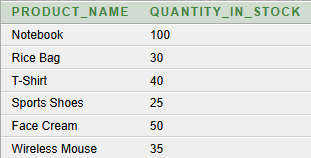 PRODUCT_NAME QUANTITY_IN_STOCK
Notebook 100
Rice Bag 30
T-Shirt 40
Sports Shoes 25
Face Cream 50
Wireless Mouse 35